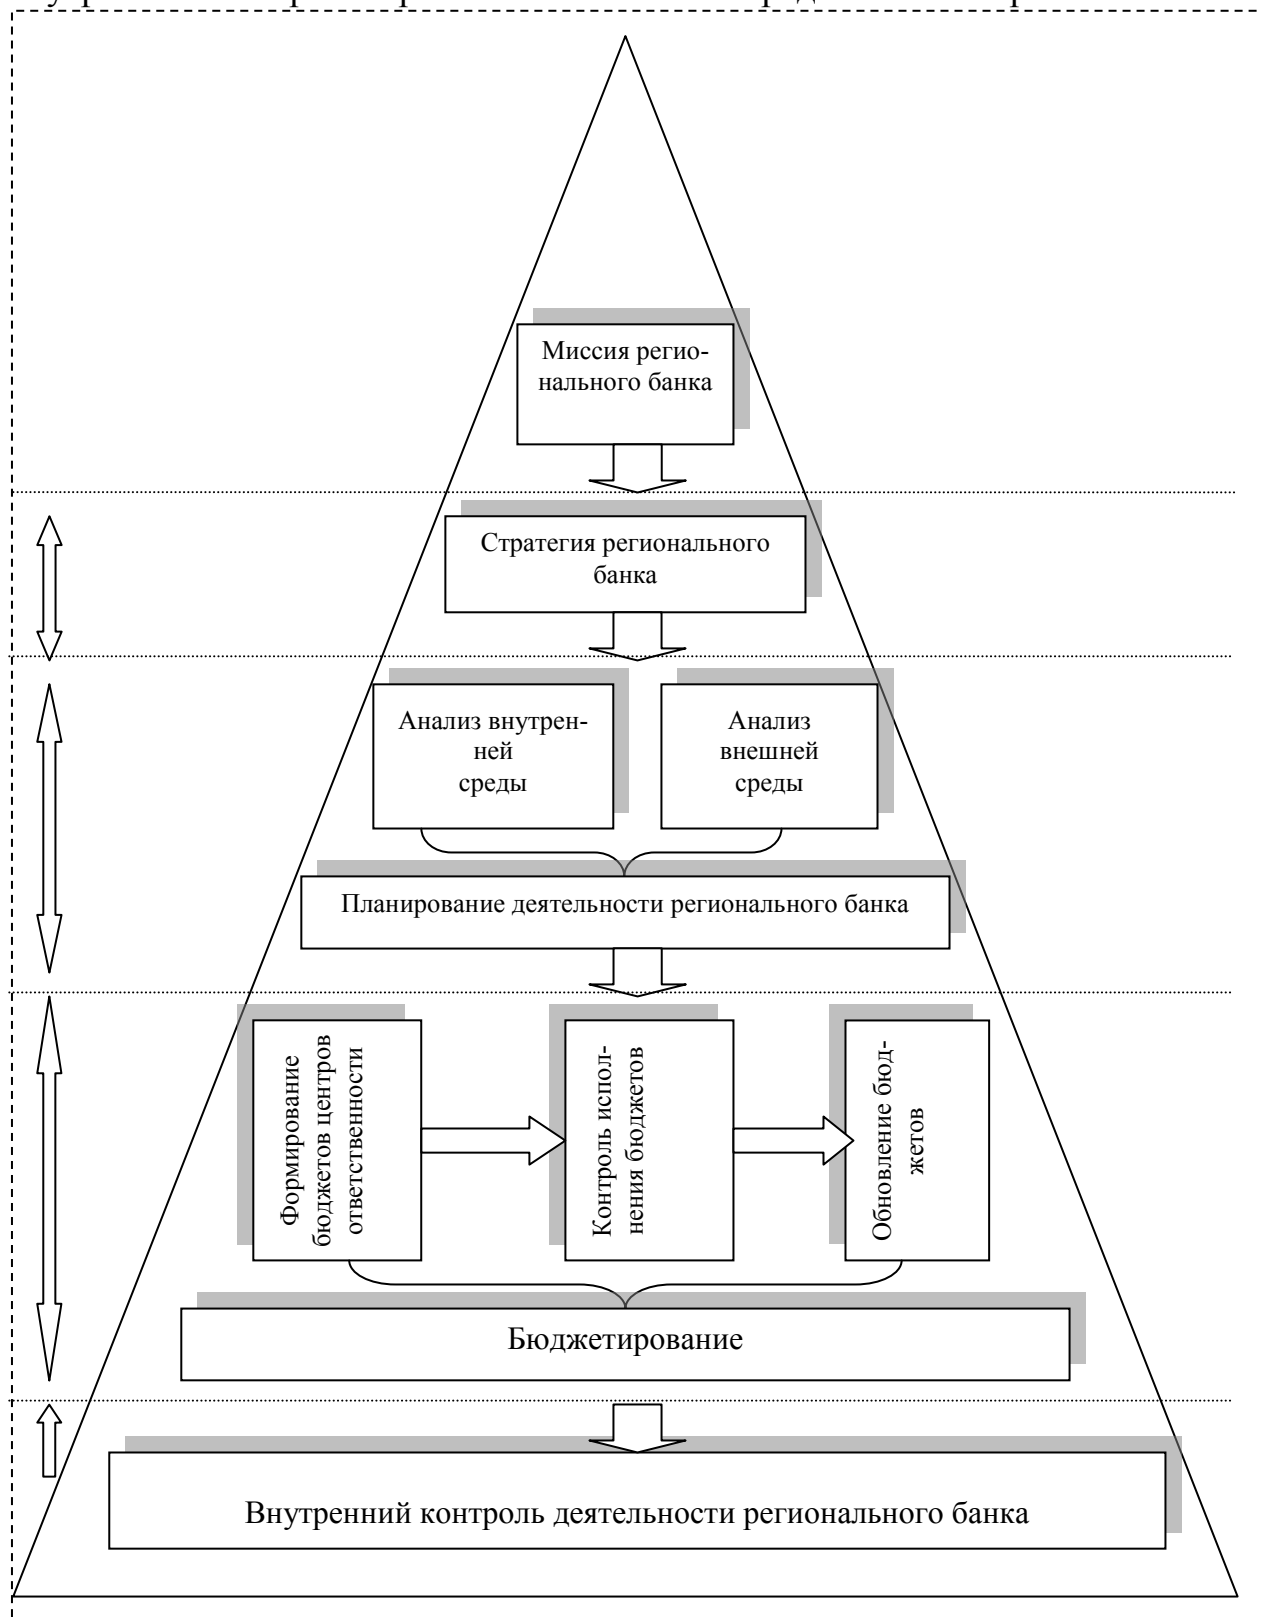 Миссия регио-
нального банка
Стратегия регионального
банка
Анализ внутрен-
ней
среды
Анализ
внешней
среды
Планирование деятельности регионального банка
Формирование
бюджетов центров
ответственности
Контроль испол-
нения бюджетов
Обновление бюд-
жетов
Бюджетирование
Внутренний контроль деятельности регионального банка